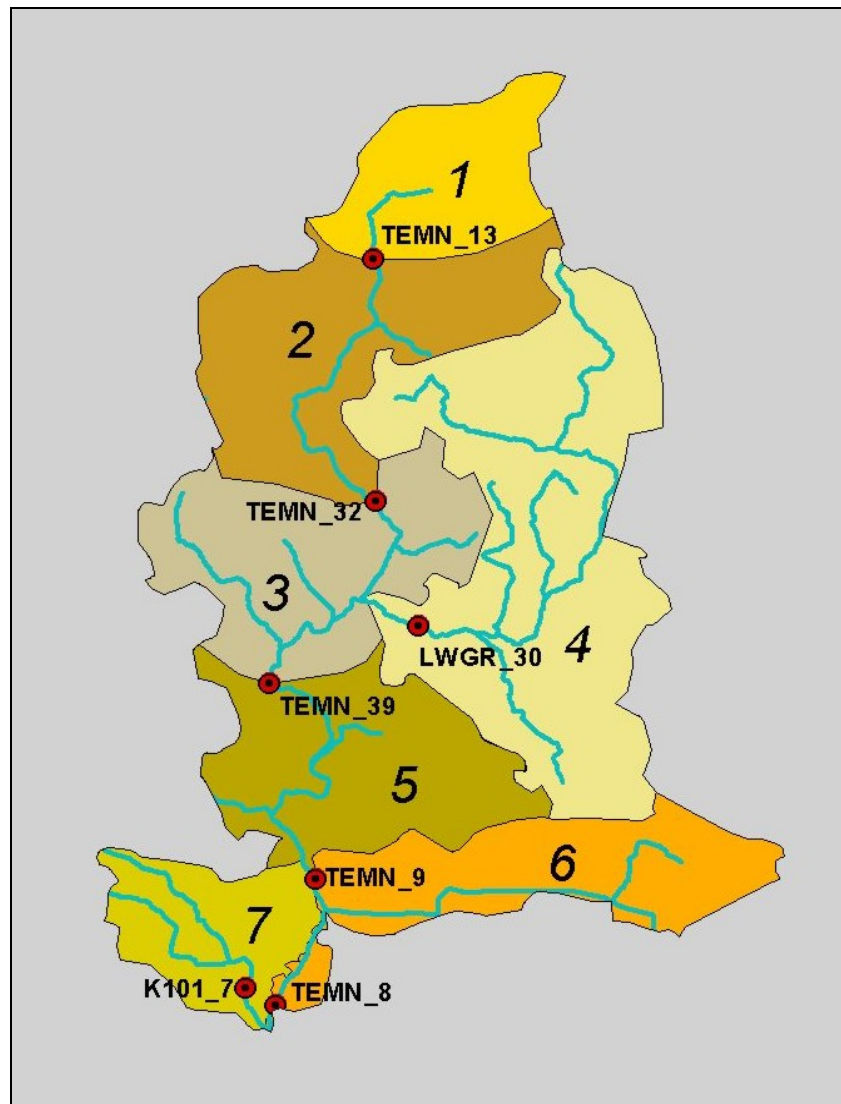 1
TEMN_13
2
TEMN_32
3
LWGR_30
4
TEMN_39
5
6
TEMN_9
7
K101_7
TEMN_8